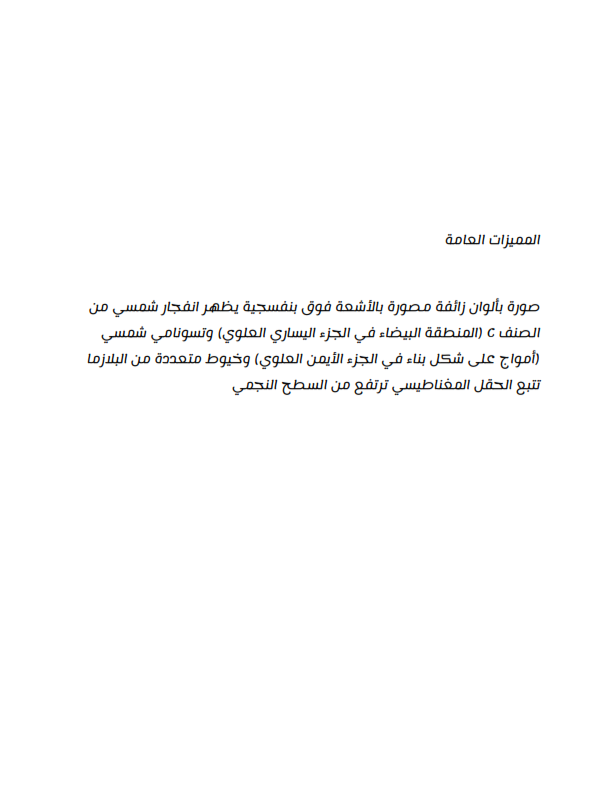 المميزات العامة
صورة بألوان زائفة مصورة بالأشعة فوق بنفسجية يظهر انفجار شمسي من
الصنف C (المنطقة البيضاء في الجزء اليساري العلوي) وتسونامي شمسي
(أمواج على شكل بناء في الجزء الأيمن العلوي) وخيوط متعددة من البلازما
تتبع الحقل المغناطيسي ترتفع من السطح النجمي